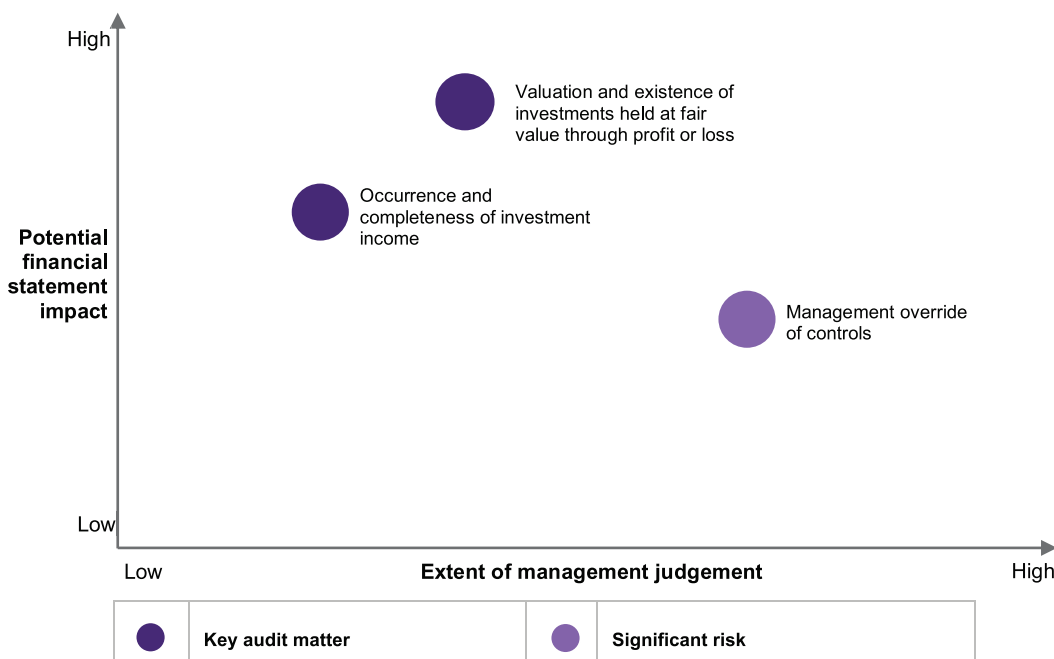 High
Valuation and existence of
investments held at fair
value through profit or loss
Occurrence and
completeness of investment
income
Potential
financial
statement
impact
Management override
of controls
Low
Low
Extent of management judgement
High
Key audit matter
Significant risk